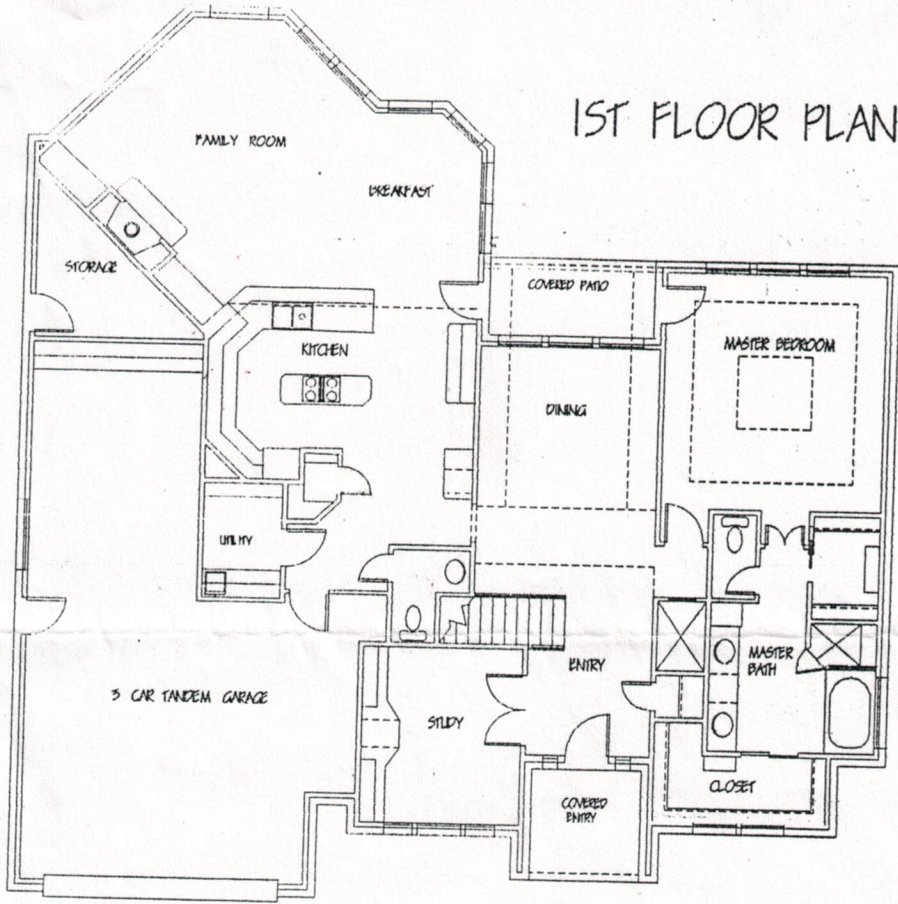 1ST FLOOR PLAN
FAMILY ROOM
BREAKFAST
STORAGE
COVERED PATIO
KITCHEN
MASTER BEDROOM
DINING
UTILITY
ENTRY
MASTER
BATH
3 CAR TANDEM GARAGE
STUDY
CLOSET
COVERED
ENTRY